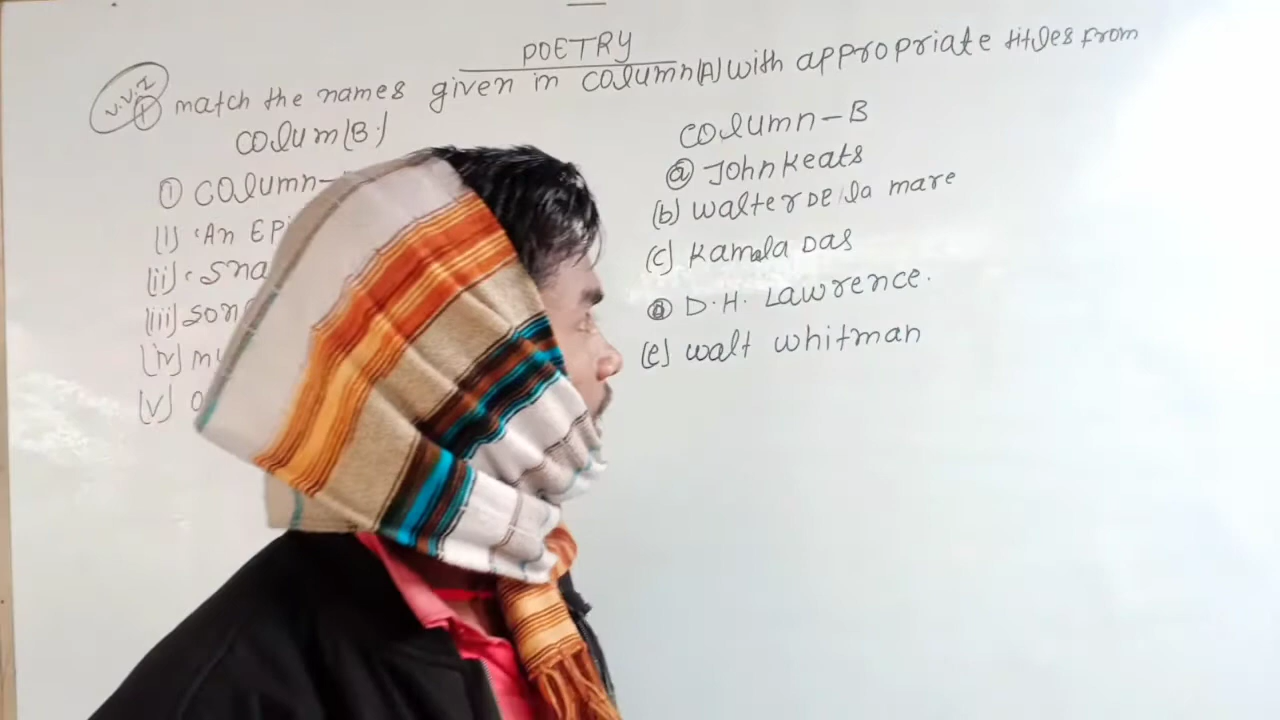 POETRY
V.V.I
① match the names given in column(A) with appropriate titles from
colum(B.)
① column-
(i) 'An EPi
(ii) 'Sna
(iii) Son
(iv) m
(v) O
column-B
ⓐ John Keats
(b) Walter DE la mare
(c) Kamala Das
ⓓ D.H. Lawrence.
(e) Walt Whitman